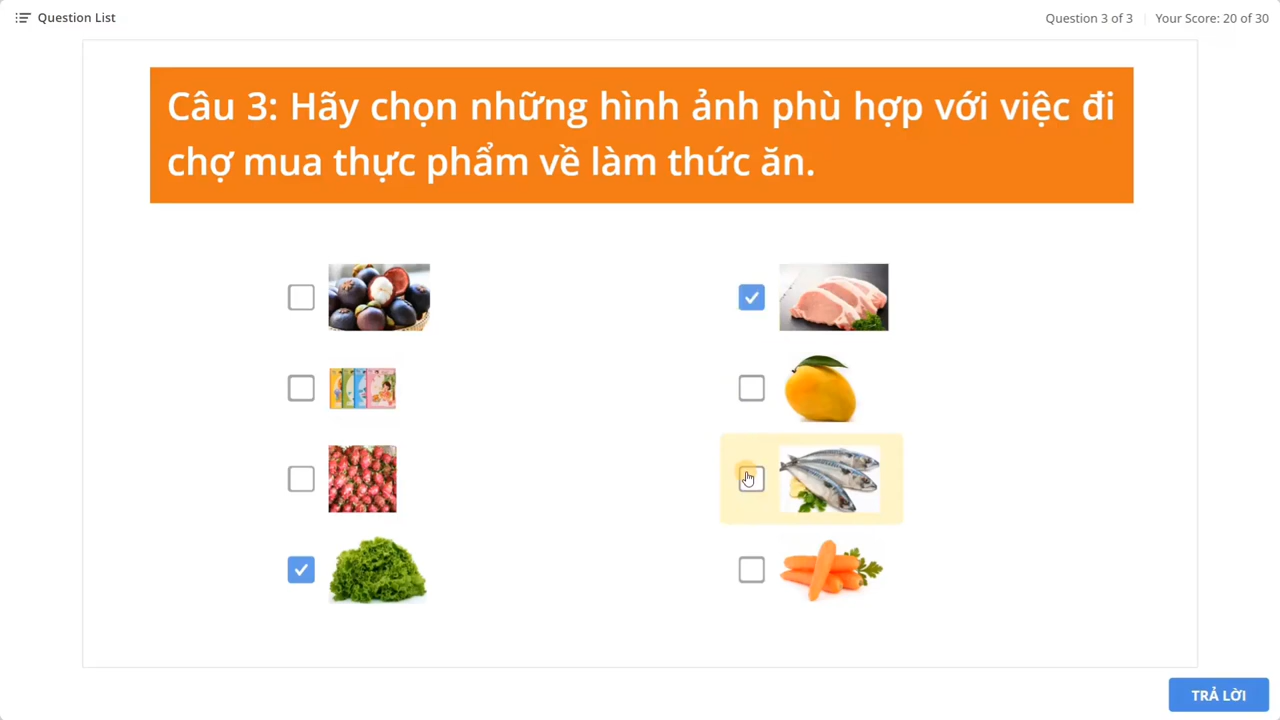 Question List
Question 3 of 3
Your Score: 20 of 30
Câu 3: Hãy chọn những hình ảnh phù hợp với việc đi
chợ mua thực phẩm về làm thức ăn.
TRẢ LỜI